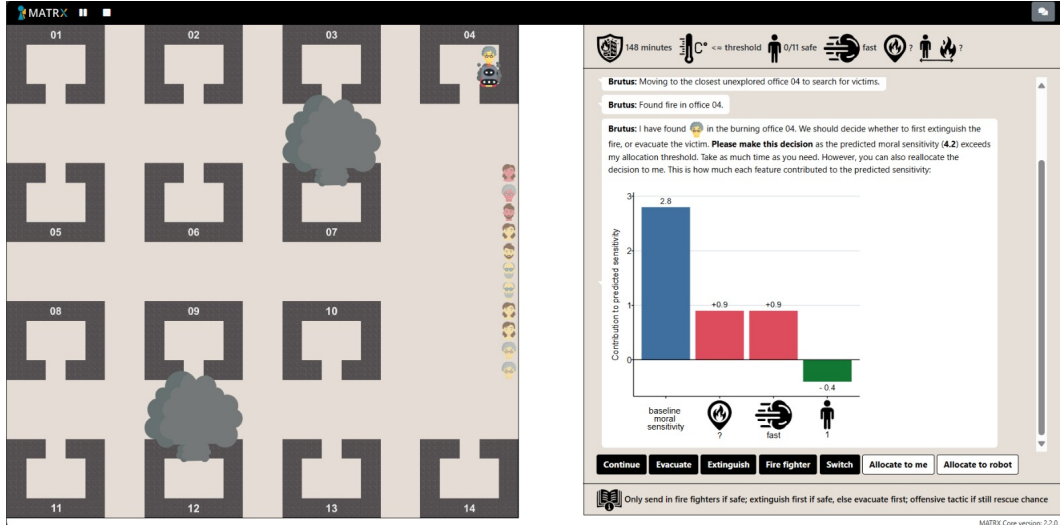 MATRX
01 02 03 04
05 06 07
08 09 10
11 12 13 14
148 minutes C° <= threshold 0/11 safe fast ? ?
Brutus: Moving to the closest unexplored office 04 to search for victims.
Brutus: Found fire in office 04.
Brutus: I have found in the burning office 04. We should decide whether to first extinguish the
fire, or evacuate the victim. Please make this decision as the predicted moral sensitivity (4.2) exceeds
my allocation threshold. Take as much time as you need. However, you can also reallocate the
decision to me. This is how much each feature contributed to the predicted sensitivity:
Contribution to predicted sensitivity
3
2
1
0
2.8
+0.9
+0.9
- 0.4
baseline
moral
sensitivity
?
fast
1
Continue Evacuate Extinguish Fire fighter Switch Allocate to me Allocate to robot
Only send in fire fighters if safe; extinguish first if safe, else evacuate first; offensive tactic if still rescue chance
MATRX Core version: 2.2.0